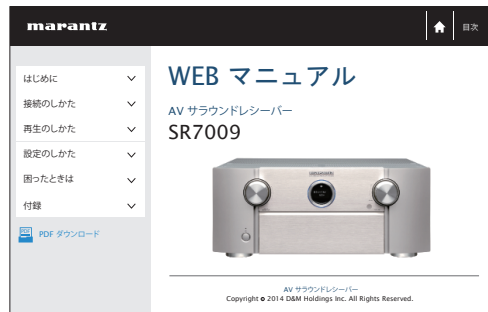 marantz
目次
はじめに
接続のしかた
再生のしかた
設定のしかた
困ったときは
付録
PDF
PDF ダウンロード
WEB マニュアル
AV サラウンドレシーバー
SR7009
marantz
AV サラウンドレシーバー
Copyright © 2014 D&M Holdings Inc. All Rights Reserved.